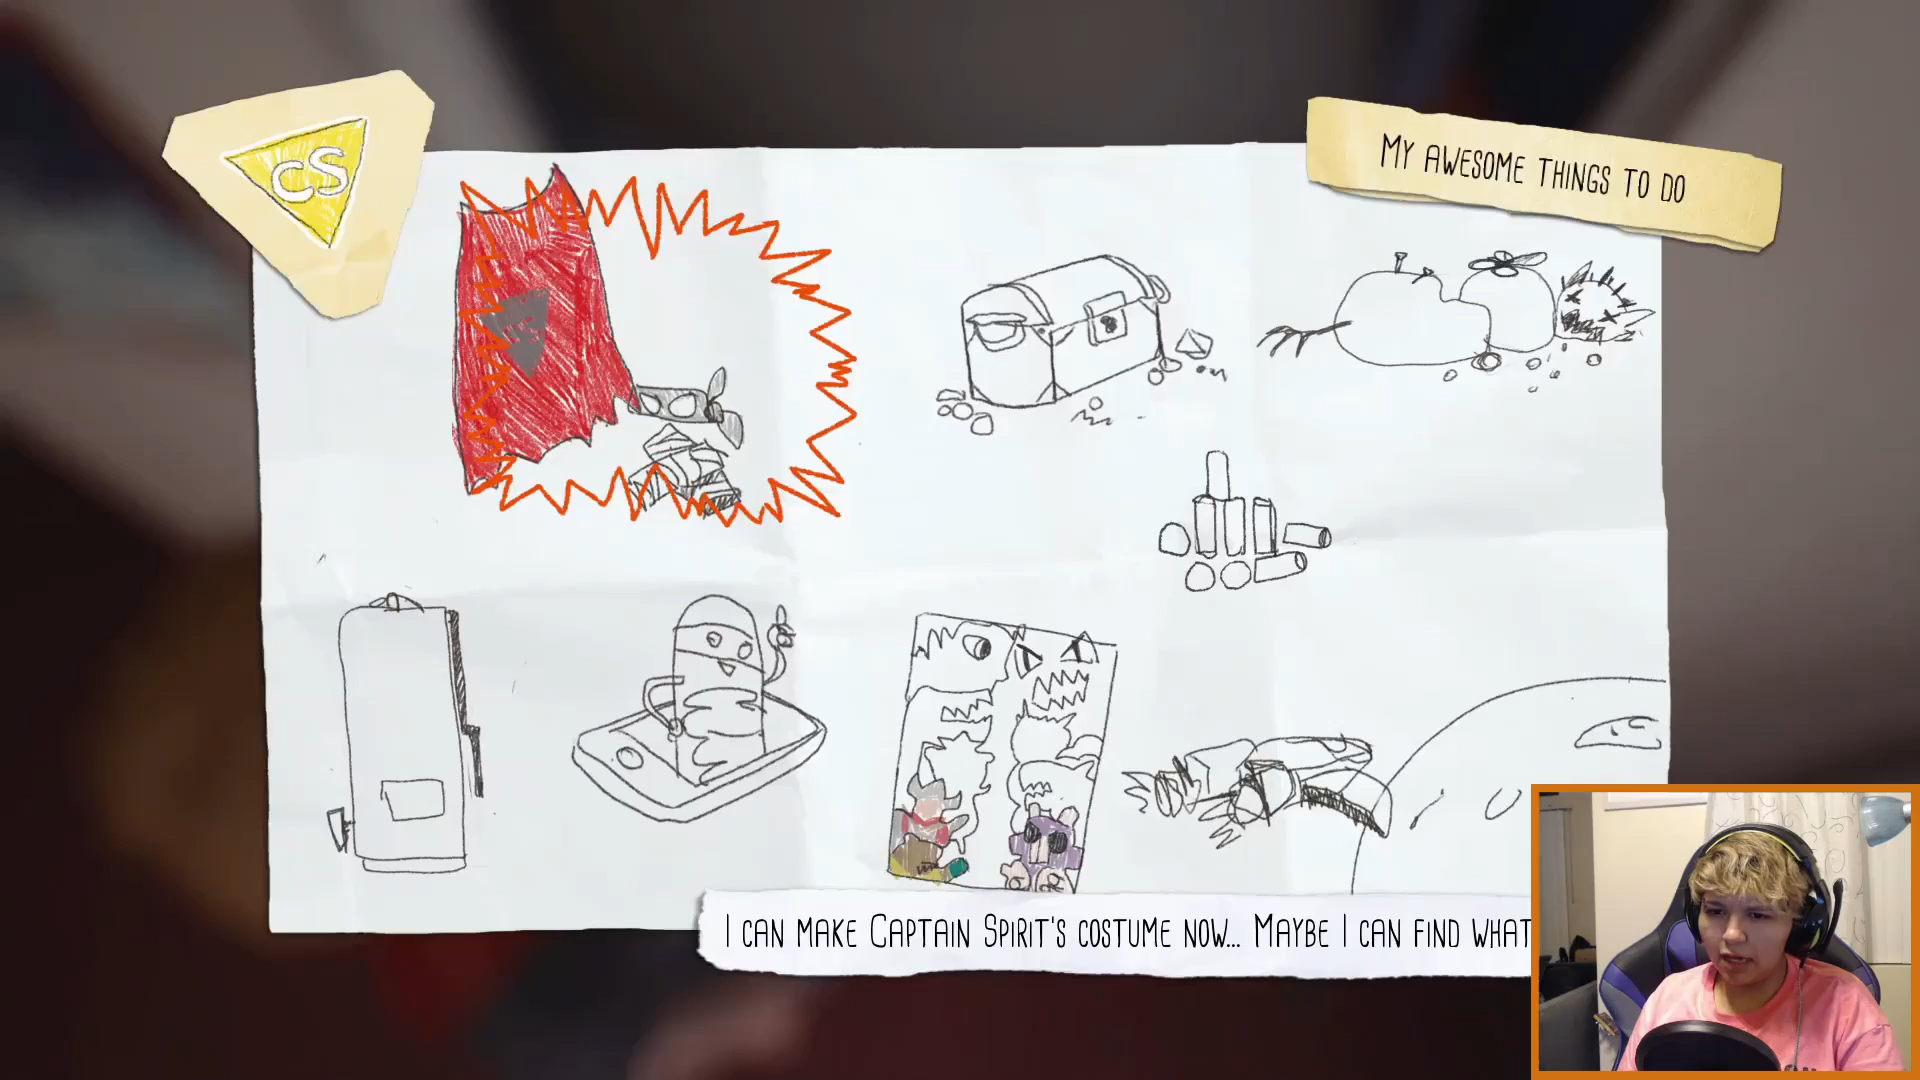 CS
MY AWESOME THINGS TO DO
I CAN MAKE CAPTAIN SPIRIT'S COSTUME NOW... MAYBE I CAN FIND WHAT